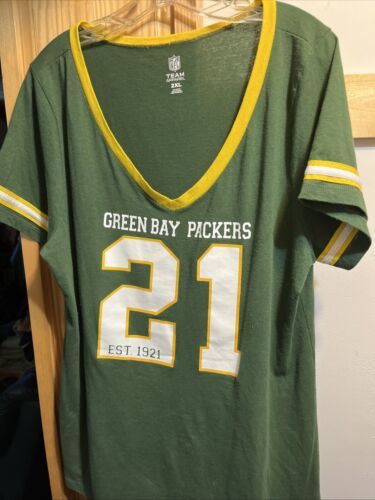 NFL
TEAM
APPAREL
2XL
GREEN BAY PACKERS
21
EST. 1921